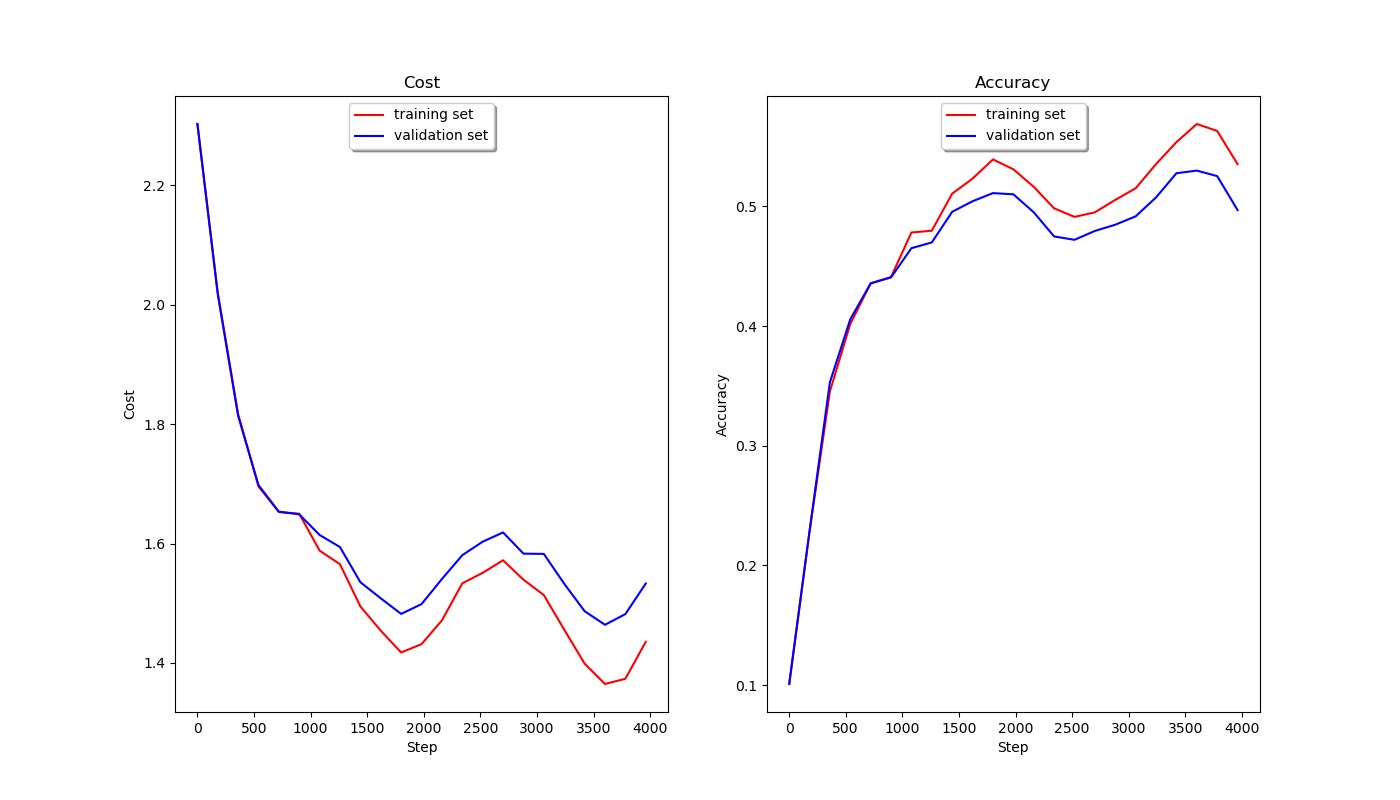 Cost
training set
validation set
2.2
2.0
1.8
1.6
1.4
Cost
0 500 1000 1500 2000 2500 3000 3500 4000
Step
Accuracy
training set
validation set
0.5
0.4
0.3
0.2
0.1
Accuracy
0 500 1000 1500 2000 2500 3000 3500 4000
Step